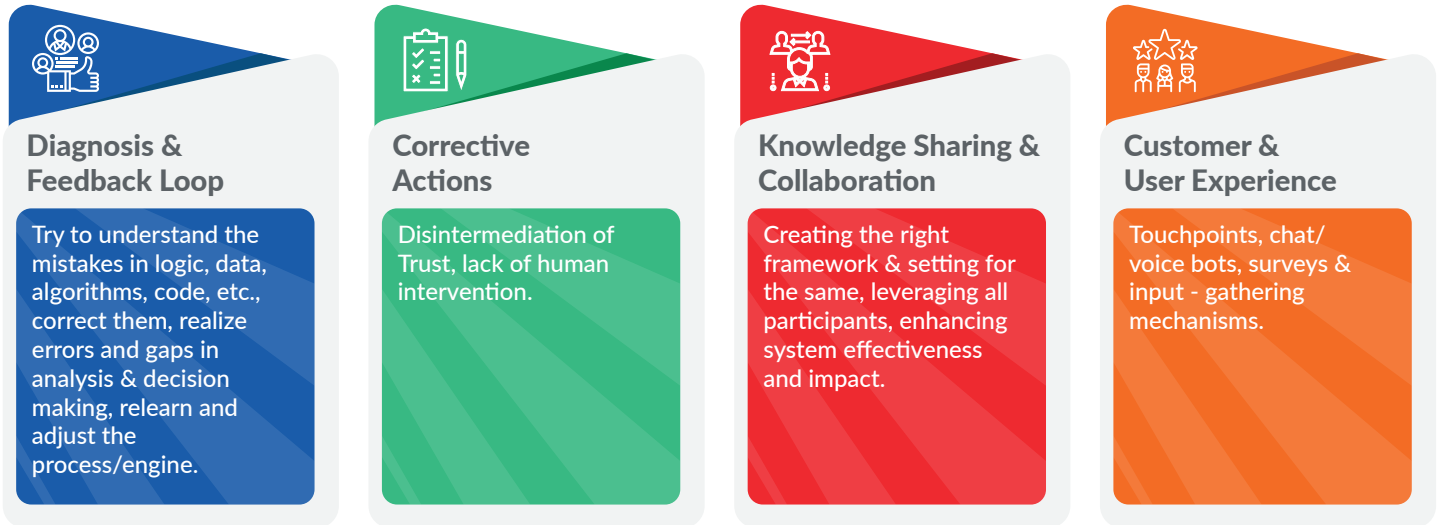 Diagnosis &
Feedback Loop
Try to understand the
mistakes in logic, data,
algorithms, code, etc.,
correct them, realize
errors and gaps in
analysis & decision
making, relearn and
adjust the
process/engine.
Corrective
Actions
Disintermediation of
Trust, lack of human
intervention.
Knowledge Sharing &
Collaboration
Creating the right
framework & setting for
the same, leveraging all
participants, enhancing
system effectiveness
and impact.
Customer &
User Experience
Touchpoints, chat/
voice bots, surveys &
input - gathering
mechanisms.